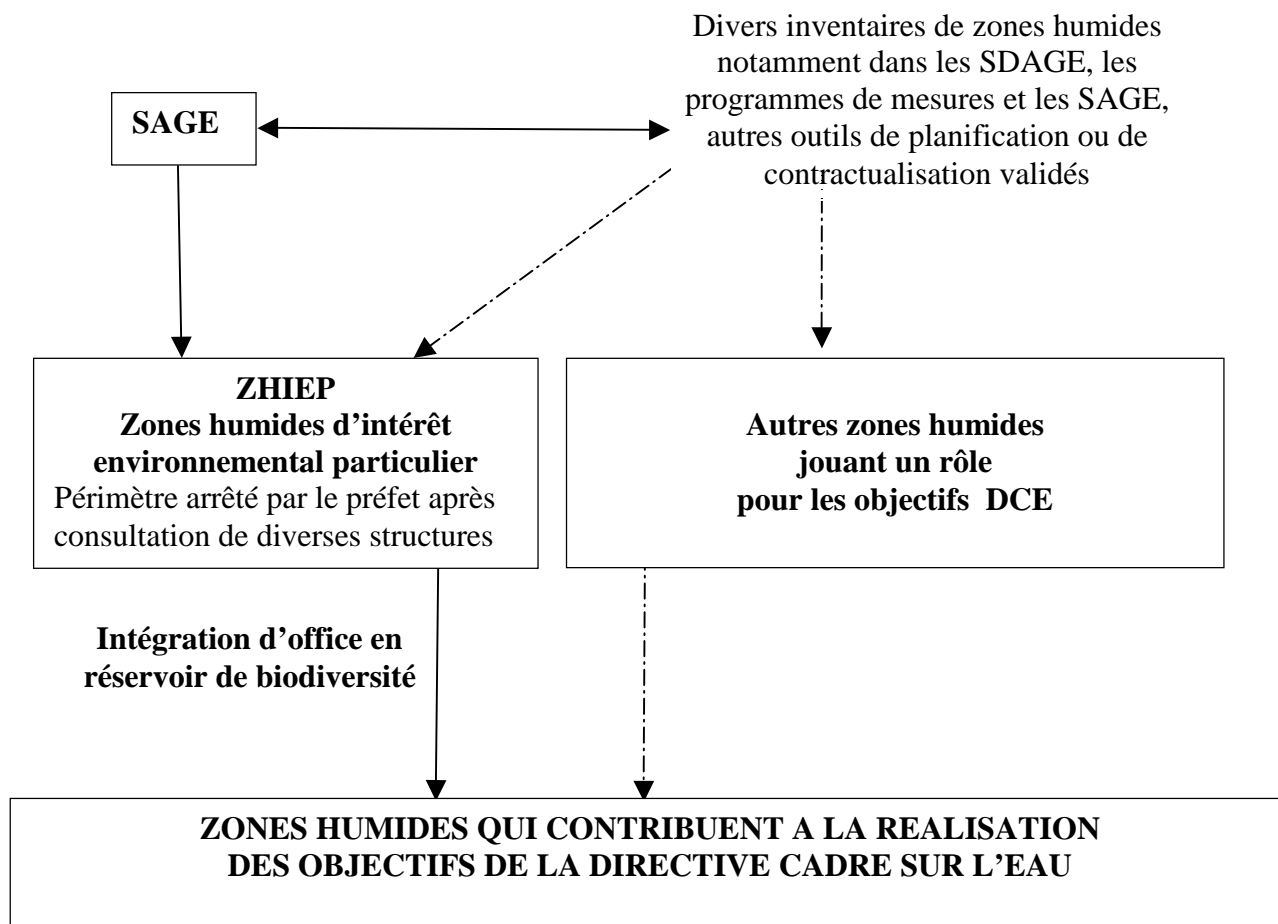 Divers inventaires de zones humides
notamment dans les SDAGE, les
programmes de mesures et les SAGE,
autres outils de planification ou de
contractualisation validés
SAGE
ZHIEP
Zones humides d’intérêt
environnemental particulier
Périmètre arrêté par le préfet après
consultation de diverses structures
Autres zones humides
jouant un rôle
pour les objectifs DCE
Intégration d’office en
réservoir de biodiversité
ZONES HUMIDES QUI CONTRIBUENT A LA REALISATION
DES OBJECTIFS DE LA DIRECTIVE CADRE SUR L’EAU